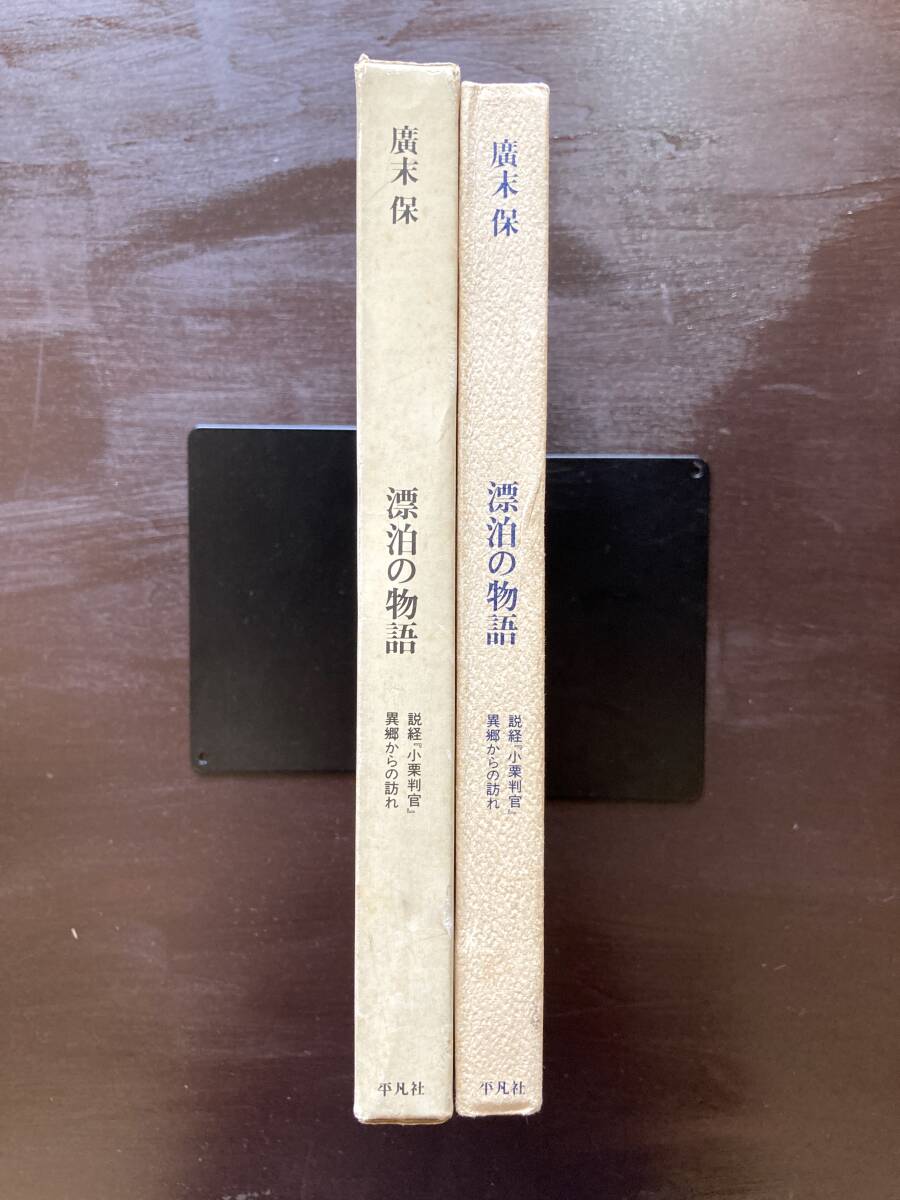 廣末 保
漂泊の物語
説経『小栗判官』
異郷からの訪れ
平凡社
廣末 保
漂泊の物語
説経『小栗判官』
異郷からの訪れ
平凡社